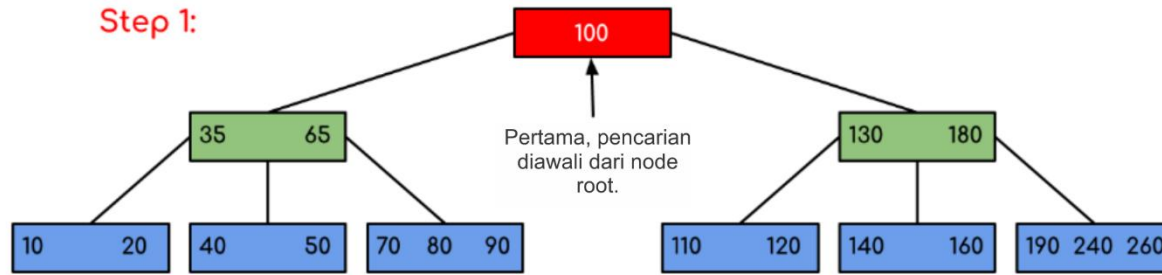 Step 1:
100
35 65
130 180
Pertama, pencarian
diawali dari node
root.
10 20
40 50
70 80 90
110 120
140 160
190 240 260